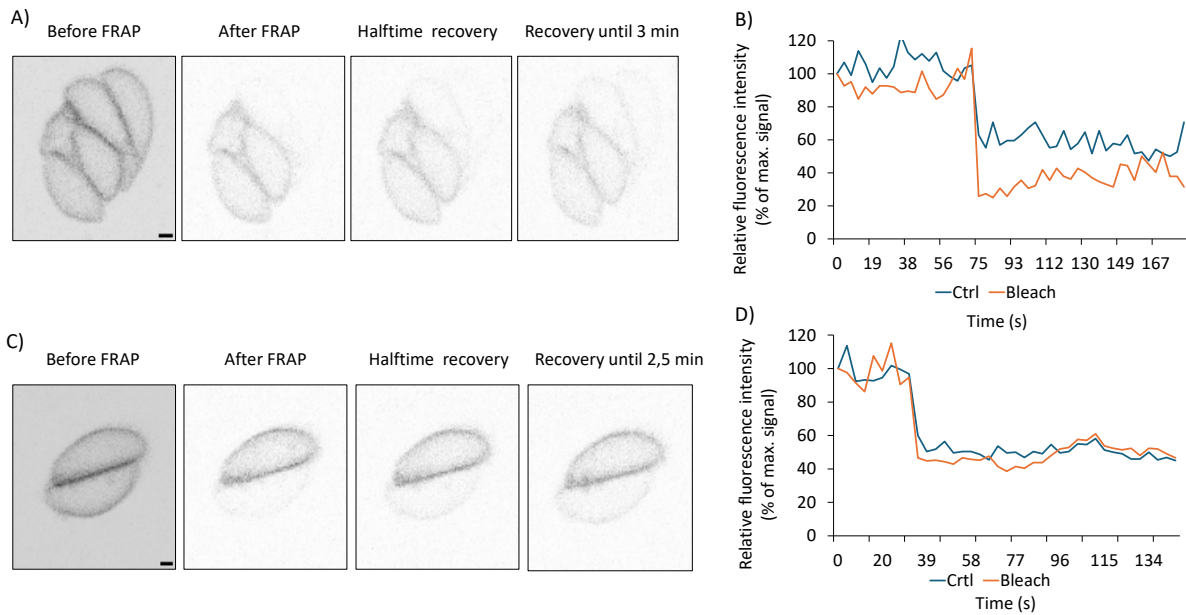 A)
Before FRAP
After FRAP
Halftime recovery
Recovery until 3 min
B)
Relative fluorescence intensity
(% of max. signal)
120
100
80
60
40
20
0
0 19 38 56 75 93 112 130 149 167
Ctrl Bleach
Time (s)
C)
Before FRAP
After FRAP
Halftime recovery
Recovery until 2,5 min
D)
Relative fluorescence intensity
(% of max. signal)
120
100
80
60
40
20
0
0 20 39 58 77 96 115 134
Crtl Bleach
Time (s)